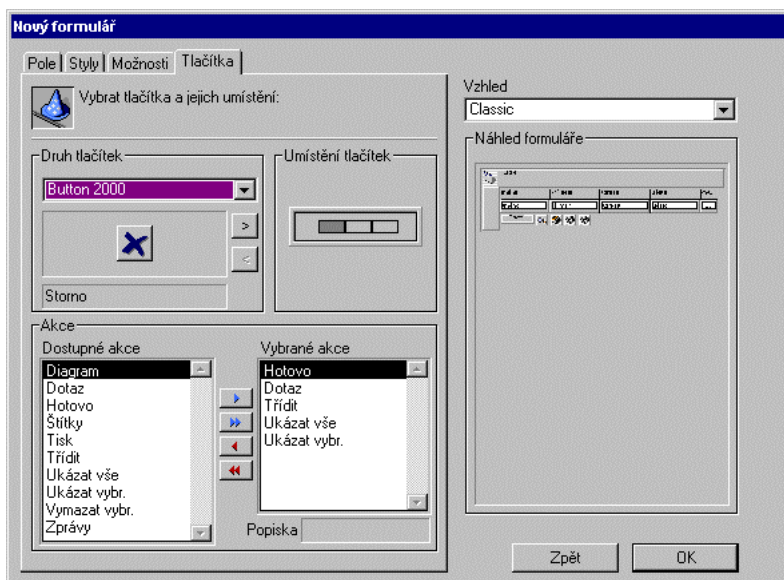 Nový formulář
Pole Styly Možnosti Tlačítka
Vybrat tlačítka a jejich umístění:
Druh tlačítek
Button 2000
>
<
Storno
Umístění tlačítek
Akce
Dostupné akce
Diagram
Dotaz
Hotovo
Štítky
Tisk
Třídit
Ukázat vše
Ukázat vybr.
Vymazat vybr.
Zprávy
Vybrané akce
Hotovo
Dotaz
Třídit
Ukázat vše
Ukázat vybr.
Popiska
Vzhled
Classic
Náhled formuláře
Zpět
OK